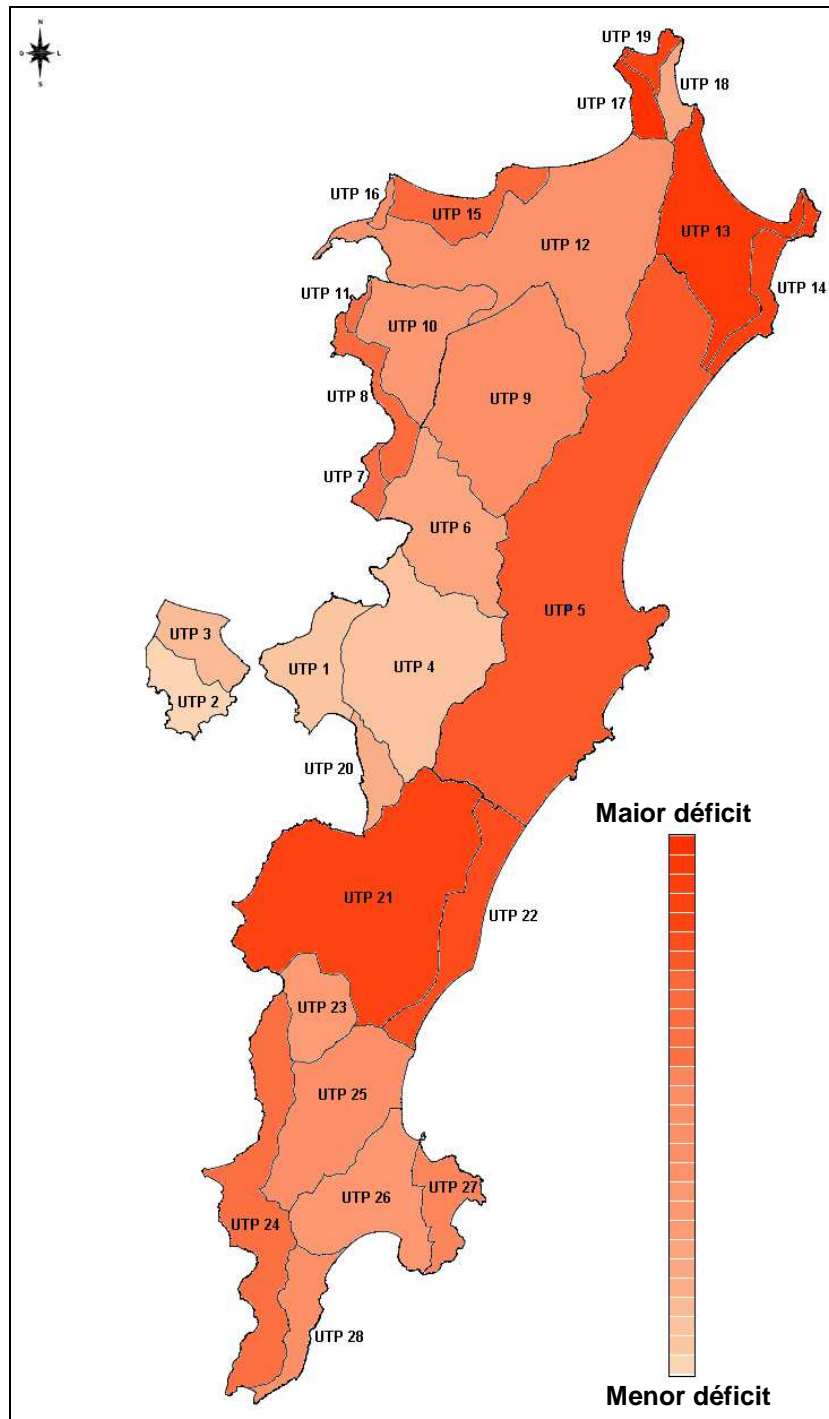 N
O L
S
UTP 19
UTP 18
UTP 17
UTP 16
UTP 15
UTP 13
UTP 12
UTP 14
UTP 11
UTP 10
UTP 8
UTP 9
UTP 7
UTP 6
UTP 5
UTP 3
UTP 1
UTP 4
UTP 2
UTP 20
Maior déficit
UTP 21
UTP 22
UTP 23
UTP 25
UTP 27
UTP 26
UTP 24
UTP 28
Menor déficit